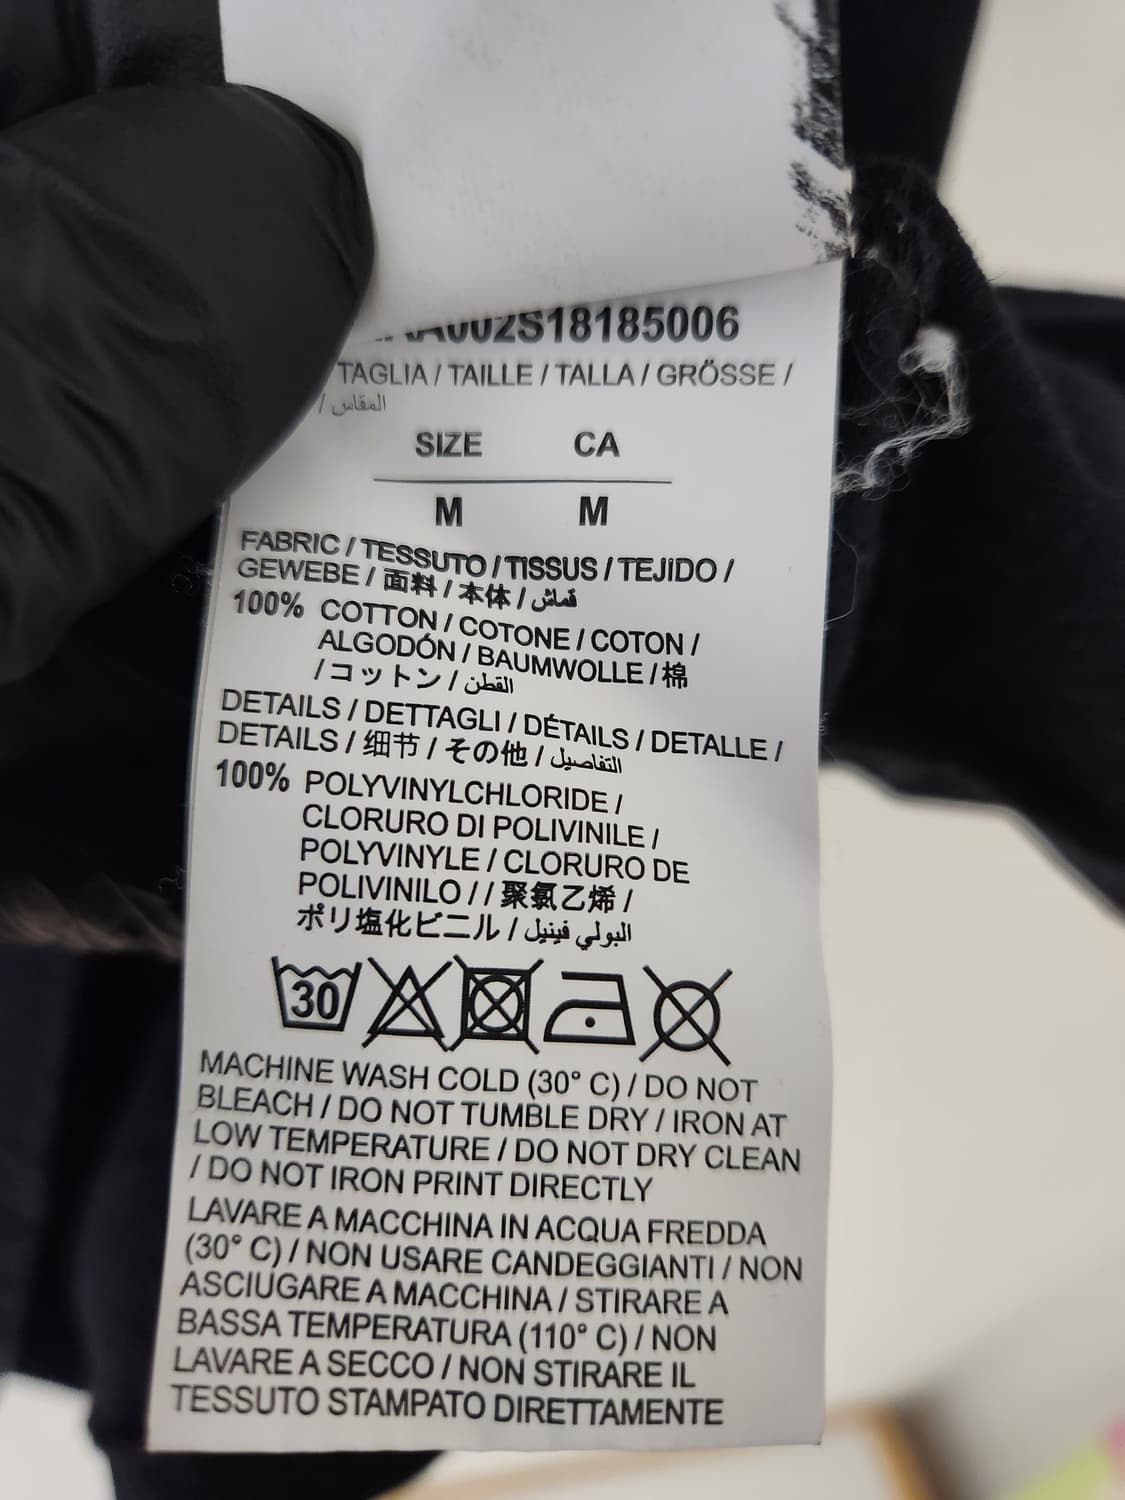 AA002S18185006
TAGLIA / TAILLE / TALLA / GRÖSSE /
/ المقاس
SIZE CA
M M
FABRIC / TESSUTO / TISSUS / TEJIDO /
GEWEBE / 面料 / 本体 / قماش
100% COTTON / COTONE / COTON /
ALGODÓN / BAUMWOLLE / 棉
/ コットン / القطن
DETAILS / DETTAGLI / DÉTAILS / DETALLE /
DETAILS / 细节 / その他 / التفاصيل
100% POLYVINYLCHLORIDE /
CLORURO DI POLIVINILE /
POLYVINYLE / CLORURO DE
POLIVINILO / / 聚氯乙烯 /
ポリ塩化ビニル / البولي فينيل
30
MACHINE WASH COLD (30° C) / DO NOT
BLEACH / DO NOT TUMBLE DRY / IRON AT
LOW TEMPERATURE / DO NOT DRY CLEAN
/ DO NOT IRON PRINT DIRECTLY
LAVARE A MACCHINA IN ACQUA FREDDA
(30° C) / NON USARE CANDEGGIANTI / NON
ASCIUGARE A MACCHINA / STIRARE A
BASSA TEMPERATURA (110° C) / NON
LAVARE A SECCO / NON STIRARE IL
TESSUTO STAMPATO DIRETTAMENTE